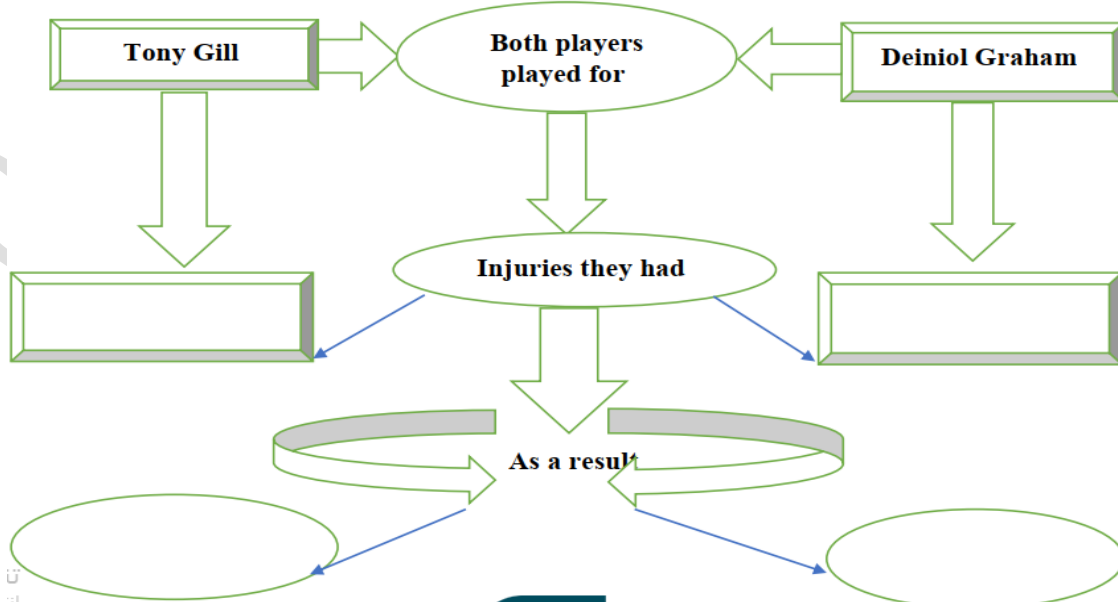 Tony Gill
Both players
played for
Deiniol Graham
Injuries they had
As a result